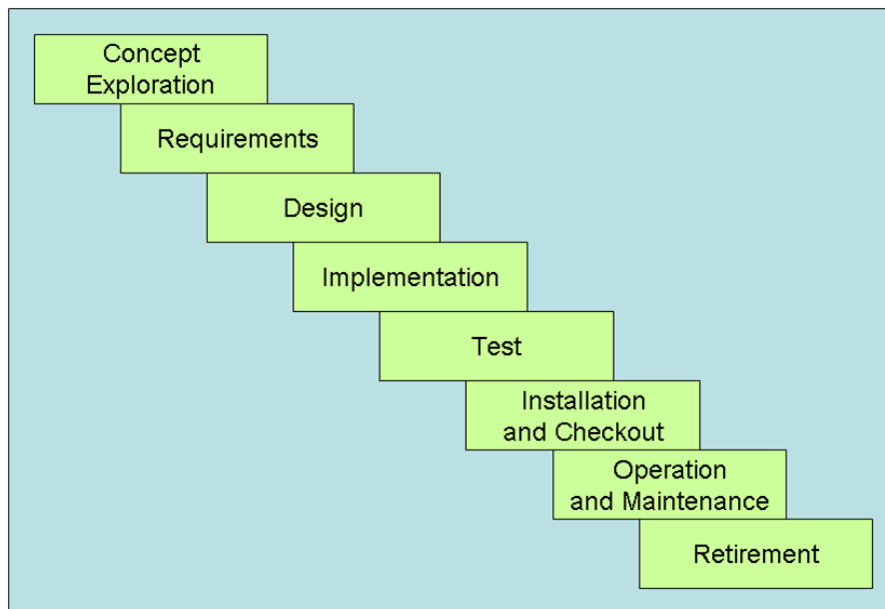 Concept
Exploration
Requirements
Design
Implementation
Test
Installation
and Checkout
Operation
and Maintenance
Retirement